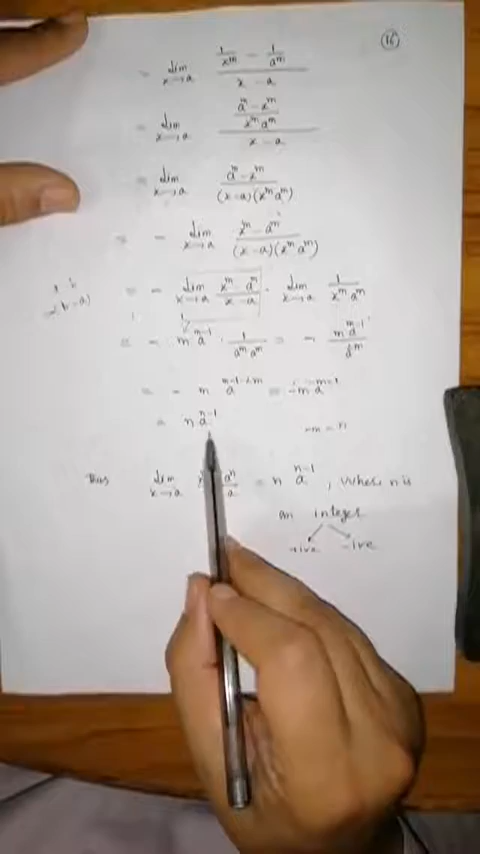 (16)
= lim x→a (1/x^m − 1/a^m) / (x − a)
= lim x→a ((a^m − x^m) / (x^m a^m)) / (x − a)
= lim x→a (a^m − x^m) / ((x−a)(x^m a^m))
= − lim x→a (x^m − a^m) / ((x−a)(x^m a^m))
= − lim x→a (x^m − a^m) / (x−a) · lim x→a 1 / (x^m a^m)
= − m a^(m−1) · 1 / (a^m a^m) = − m a^(m−1) /
= − m a^(m−1−2m) = −m a^(−m−1)
= n a^(n−1) −m = n
Thus lim x→a = n a^(n−1), where n is
an integer
+ive −ive